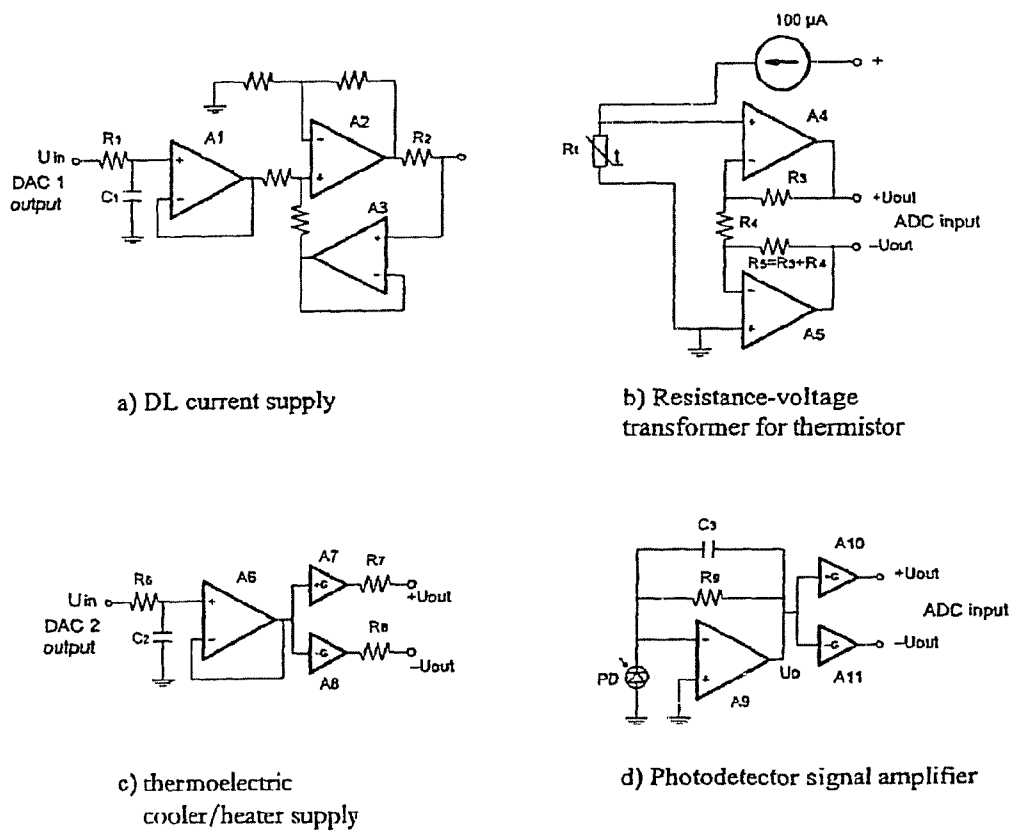 R1
A1
A2
R2
Uin
DAC 1
output
C1
A3
+
-
-
+
+
-
a) DL current supply
100 µA
+
A4
+
-
Rt
t
R3
+Uout
R4
ADC input
-Uout
R5=R3+R4
-
+
A5
b) Resistance-voltage
transformer for thermistor
R6
A6
A7
R7
Uin
DAC 2
output
C2
+
-
+G
-G
+Uout
R8
-Uout
A8
c) thermoelectric
cooler/heater supply
C3
A10
R9
-G
+Uout
ADC input
-
+
PD
A9
Uo
-G
-Uout
A11
d) Photodetector signal amplifier